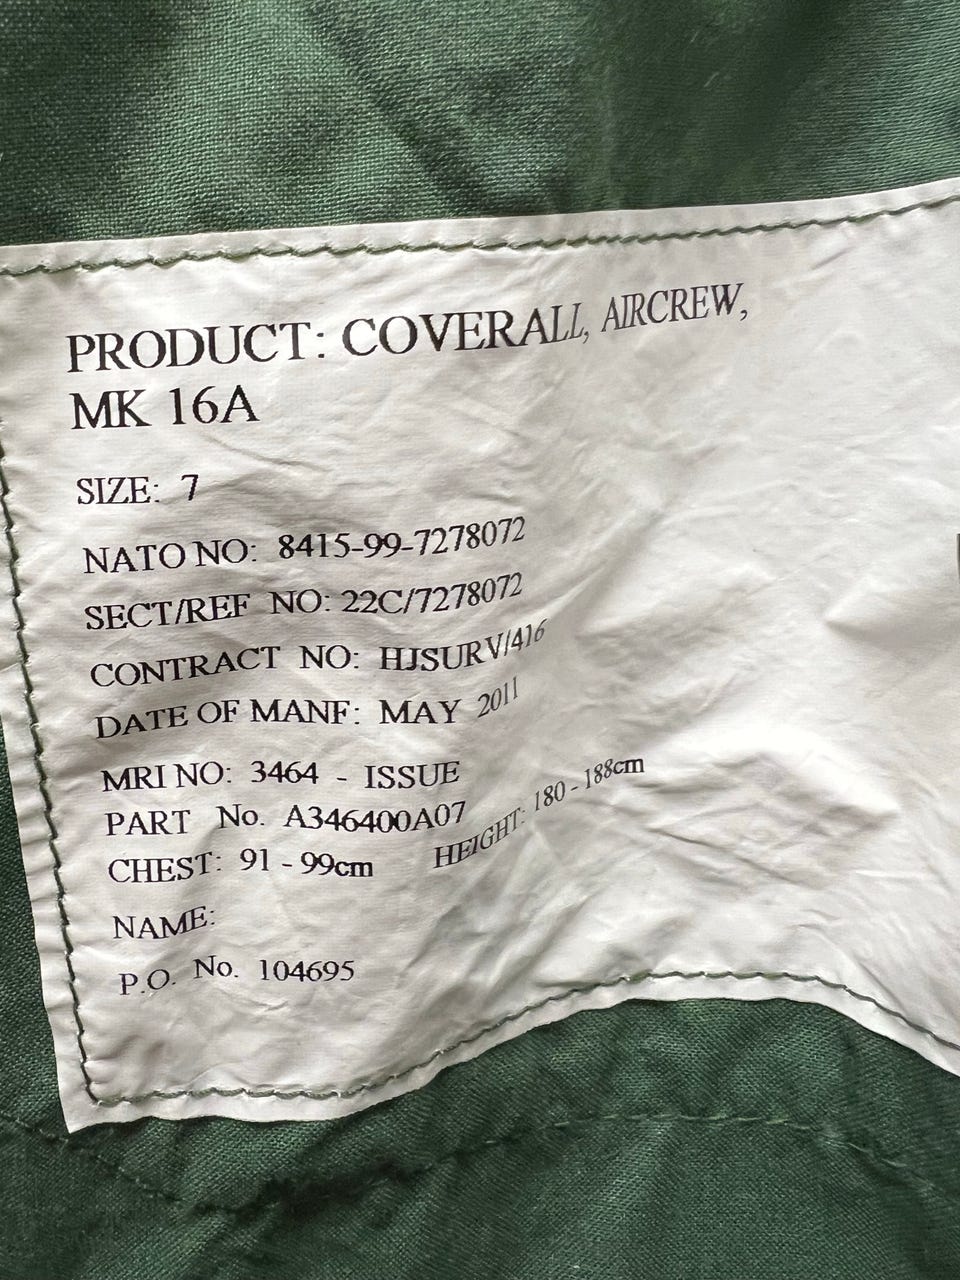 PRODUCT: COVERALL, AIRCREW,
MK 16A
SIZE: 7
NATO NO: 8415-99-7278072
SECT/REF NO: 22C/7278072
CONTRACT NO: HJSURV/416
DATE OF MANF: MAY 2011
MRI NO: 3464 - ISSUE
PART No. A346400A07
CHEST: 91 - 99cm HEIGHT: 180 - 188cm
NAME:
P.O. No. 104695